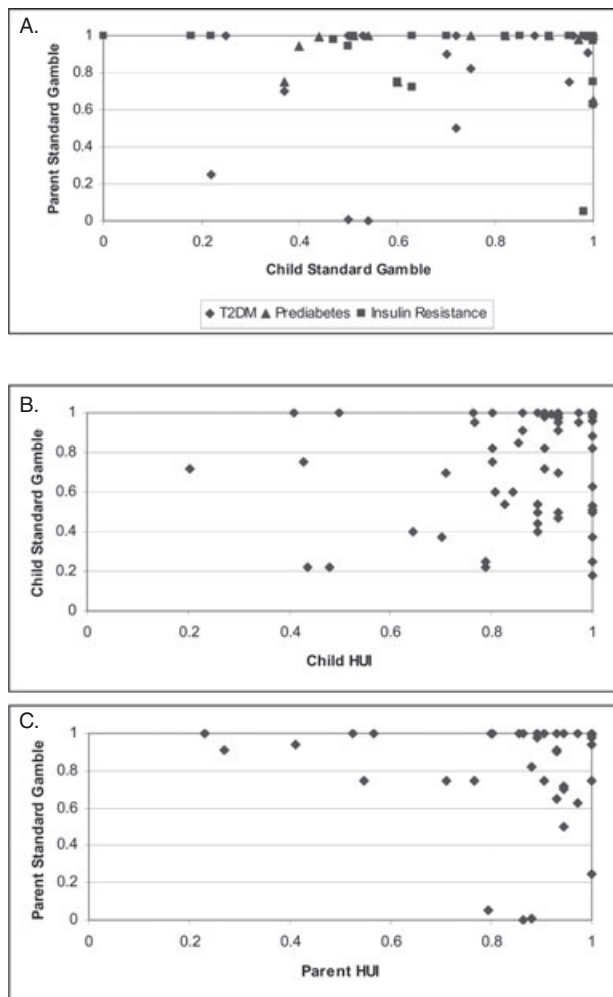 A.
Parent Standard Gamble
1
0.8
0.6
0.4
0.2
0
0 0.2 0.4 0.6 0.8 1
Child Standard Gamble
T2DM Prediabetes Insulin Resistance
B.
Child Standard Gamble
1
0.8
0.6
0.4
0.2
0
0 0.2 0.4 0.6 0.8 1
Child HUI
C.
Parent Standard Gamble
1
0.8
0.6
0.4
0.2
0
0 0.2 0.4 0.6 0.8 1
Parent HUI